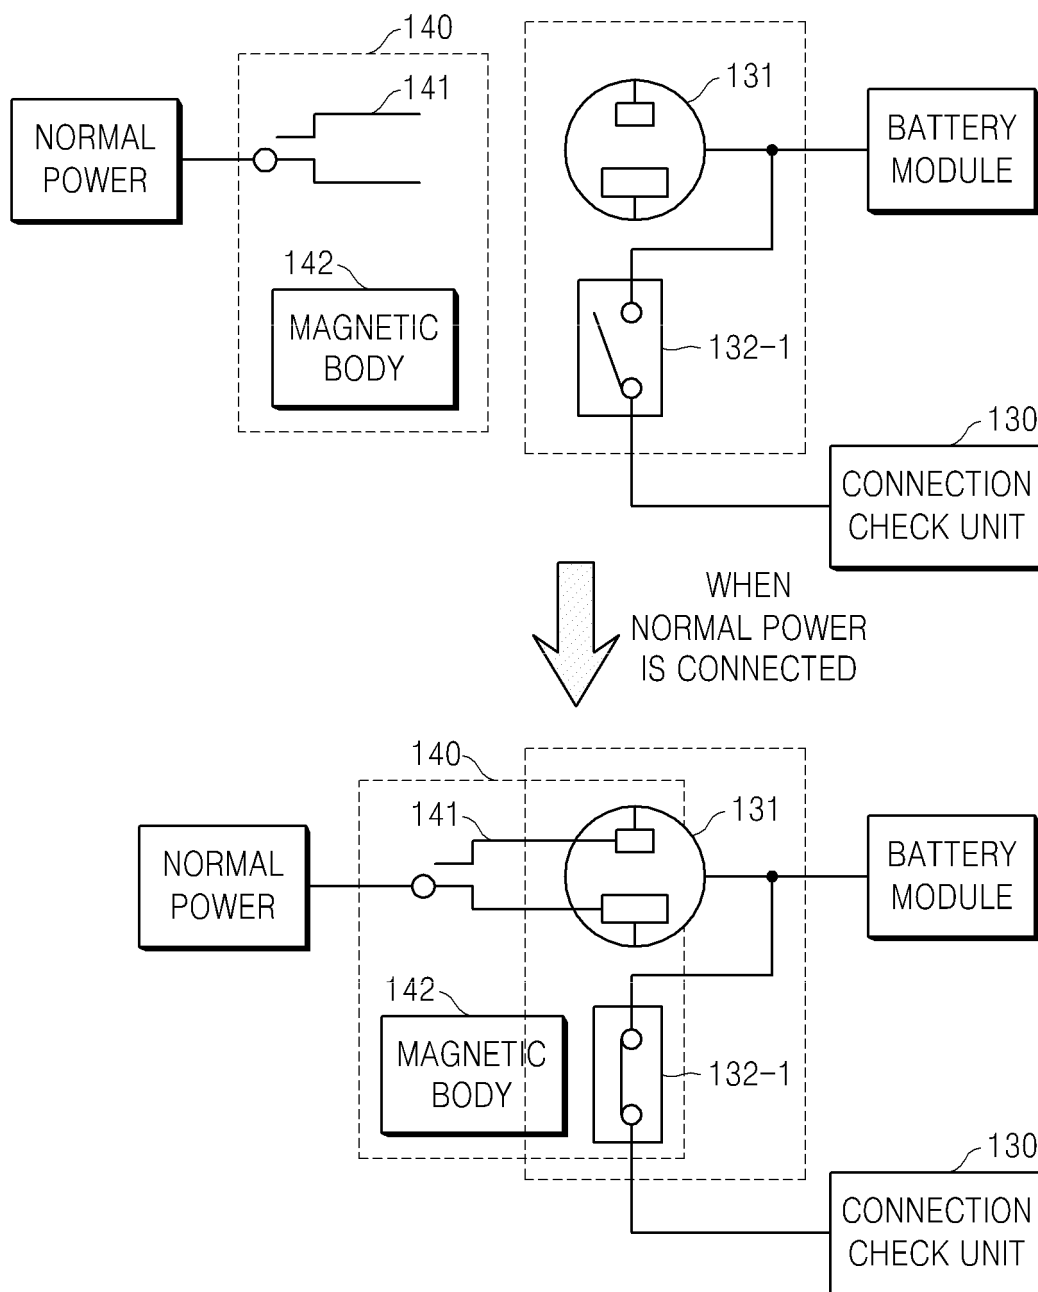 140
141
131
NORMAL
POWER
BATTERY
MODULE
142
MAGNETIC
BODY
132-1
130
CONNECTION
CHECK UNIT
WHEN
NORMAL POWER
IS CONNECTED
140
141
131
NORMAL
POWER
BATTERY
MODULE
142
MAGNETIC
BODY
132-1
130
CONNECTION
CHECK UNIT